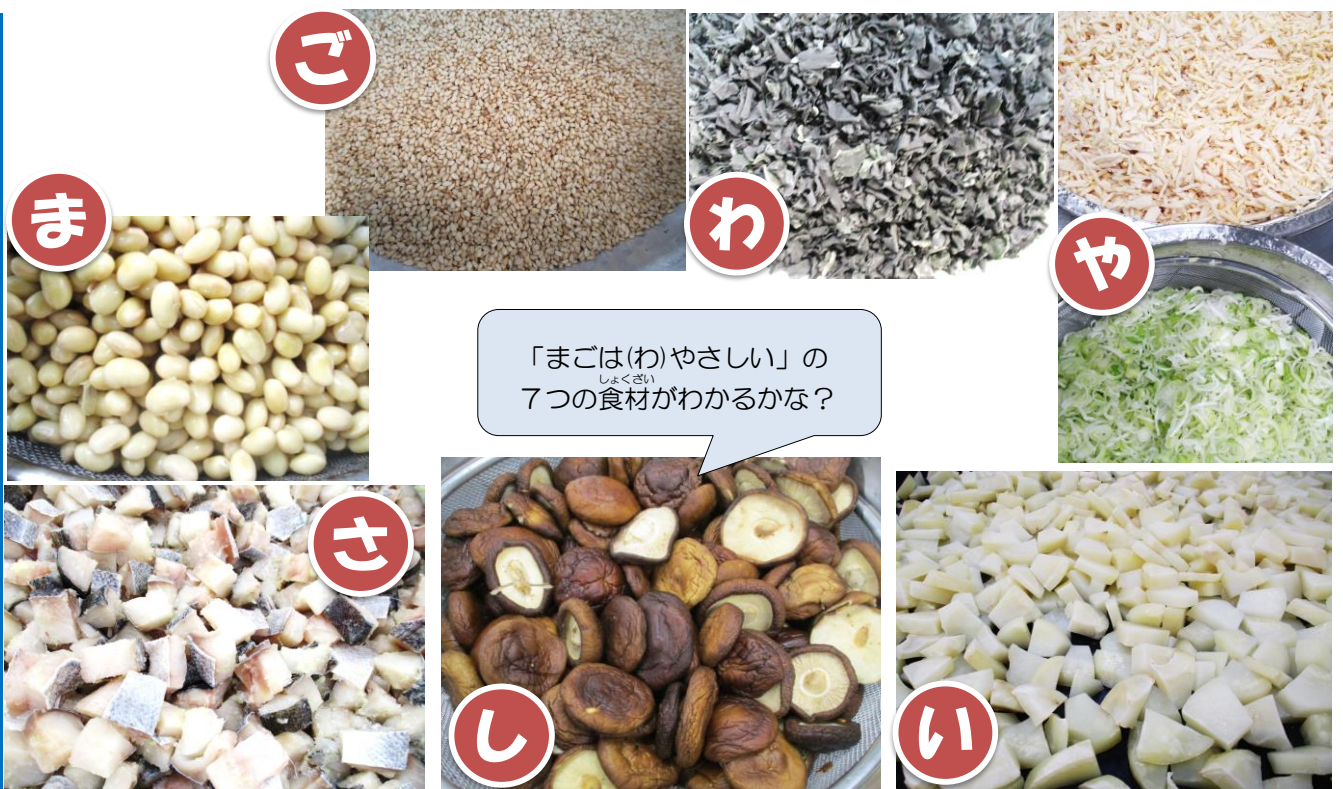 ま
ご
わ
や
さ
し
い
「まごは(わ)やさしい」の
しょくざい
7つの食材がわかるかな？